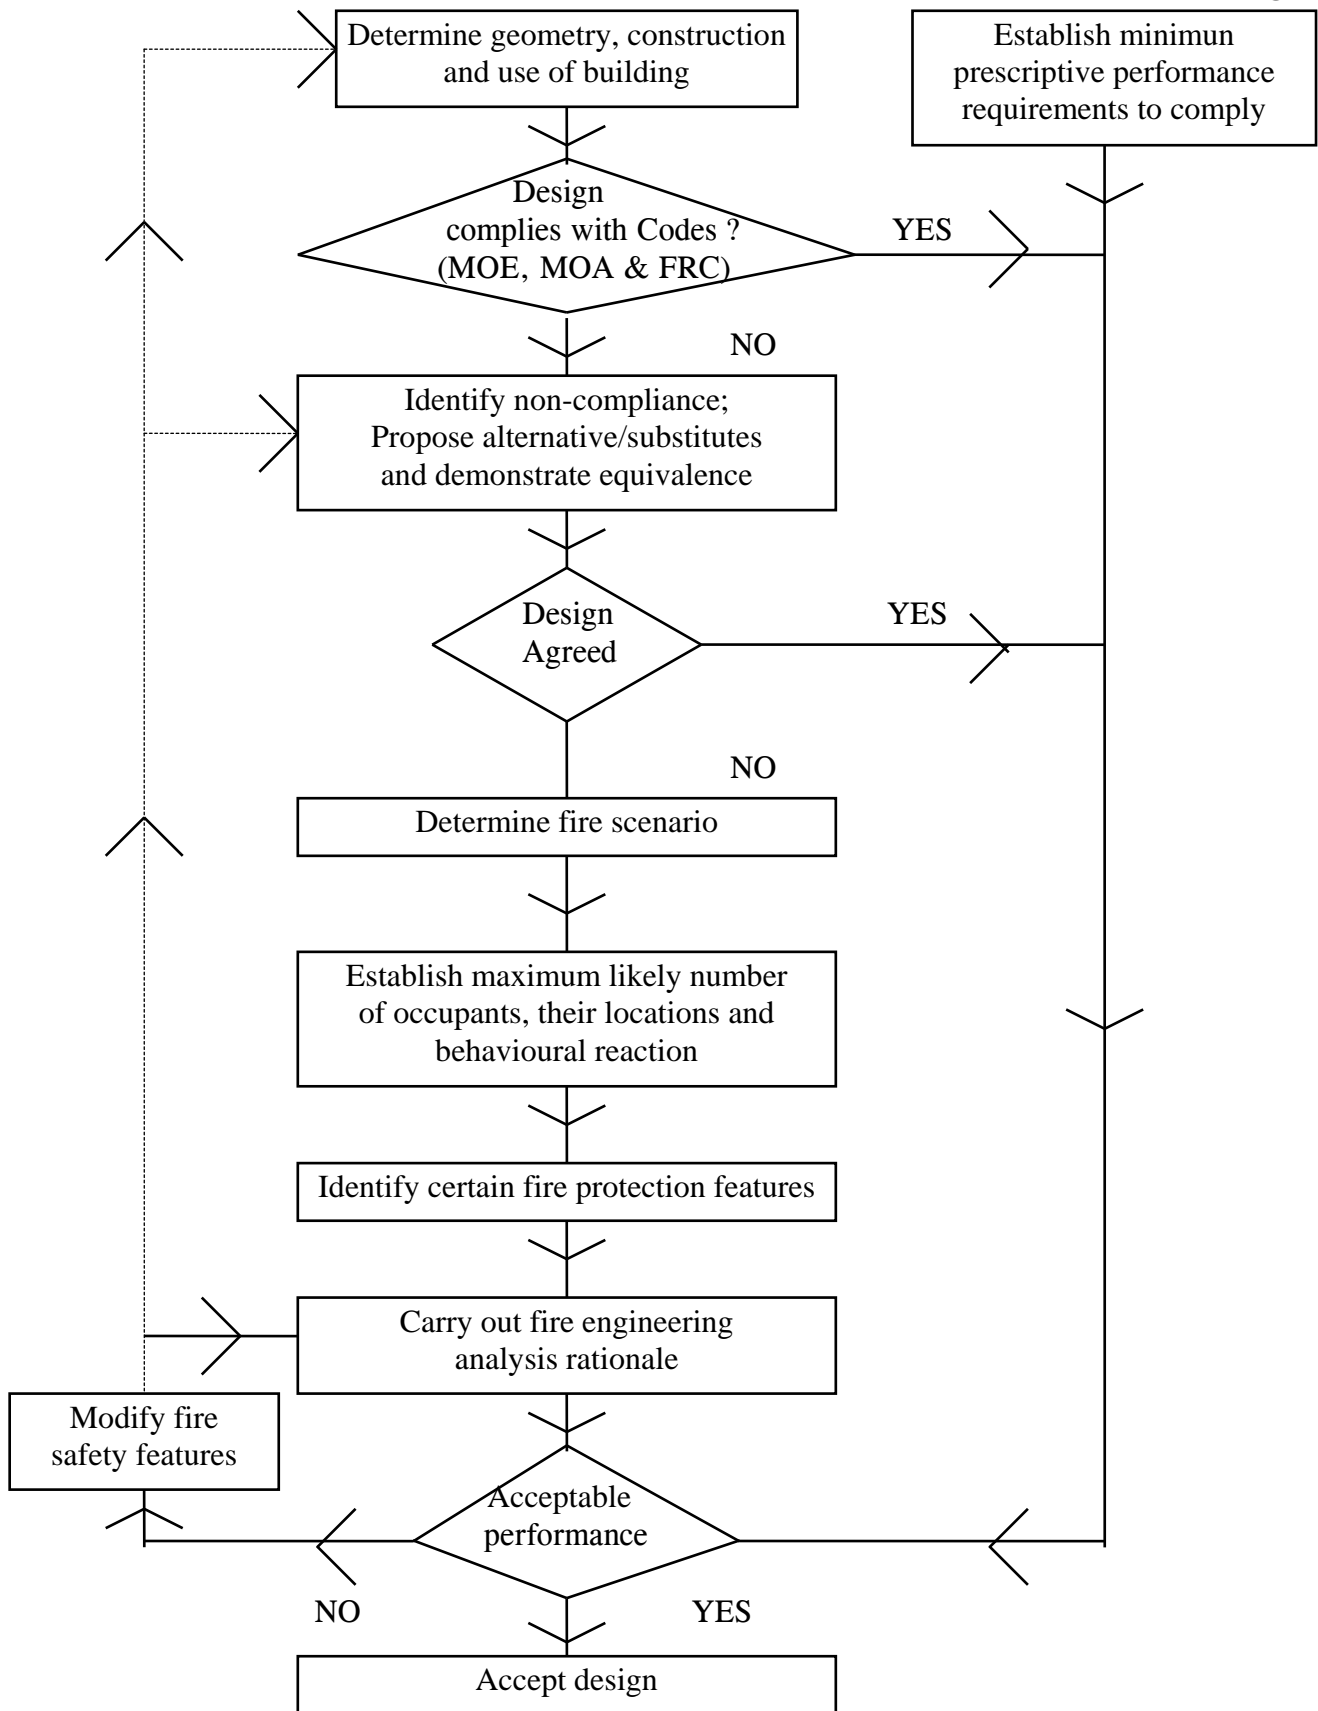 Determine geometry, construction
and use of building
Establish minimun
prescriptive performance
requirements to comply
Design
complies with Codes ?
(MOE, MOA & FRC)
YES
NO
Identify non-compliance;
Propose alternative/substitutes
and demonstrate equivalence
Design
Agreed
YES
NO
Determine fire scenario
Establish maximum likely number
of occupants, their locations and
behavioural reaction
Identify certain fire protection features
Carry out fire engineering
analysis rationale
Modify fire
safety features
Acceptable
performance
NO
YES
Accept design